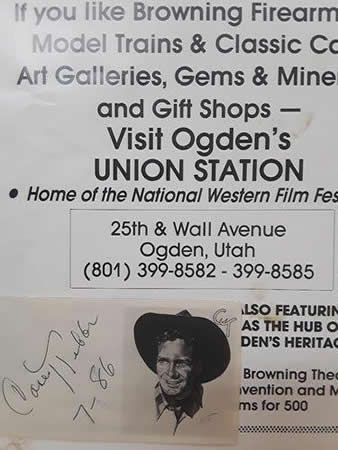 If you like Browning Firearm
Model Trains & Classic Ca
Art Galleries, Gems & Mine
and Gift Shops —
Visit Ogden's
UNION STATION
• Home of the National Western Film Fes
25th & Wall Avenue
Ogden, Utah
(801) 399-8582 - 399-8585
ALSO FEATURIN
AS THE HUB O
DEN'S HERITAG
Browning Thea
nvention and M
ms for 500
7-86